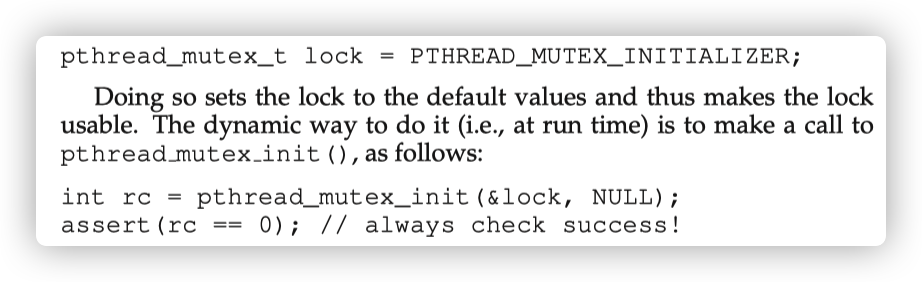 pthread_mutex_t lock = PTHREAD_MUTEX_INITIALIZER;
Doing so sets the lock to the default values and thus makes the lock
usable. The dynamic way to do it (i.e., at run time) is to make a call to
pthread_mutex_init(), as follows:
int rc = pthread_mutex_init(&lock, NULL);
assert(rc == 0); // always check success!